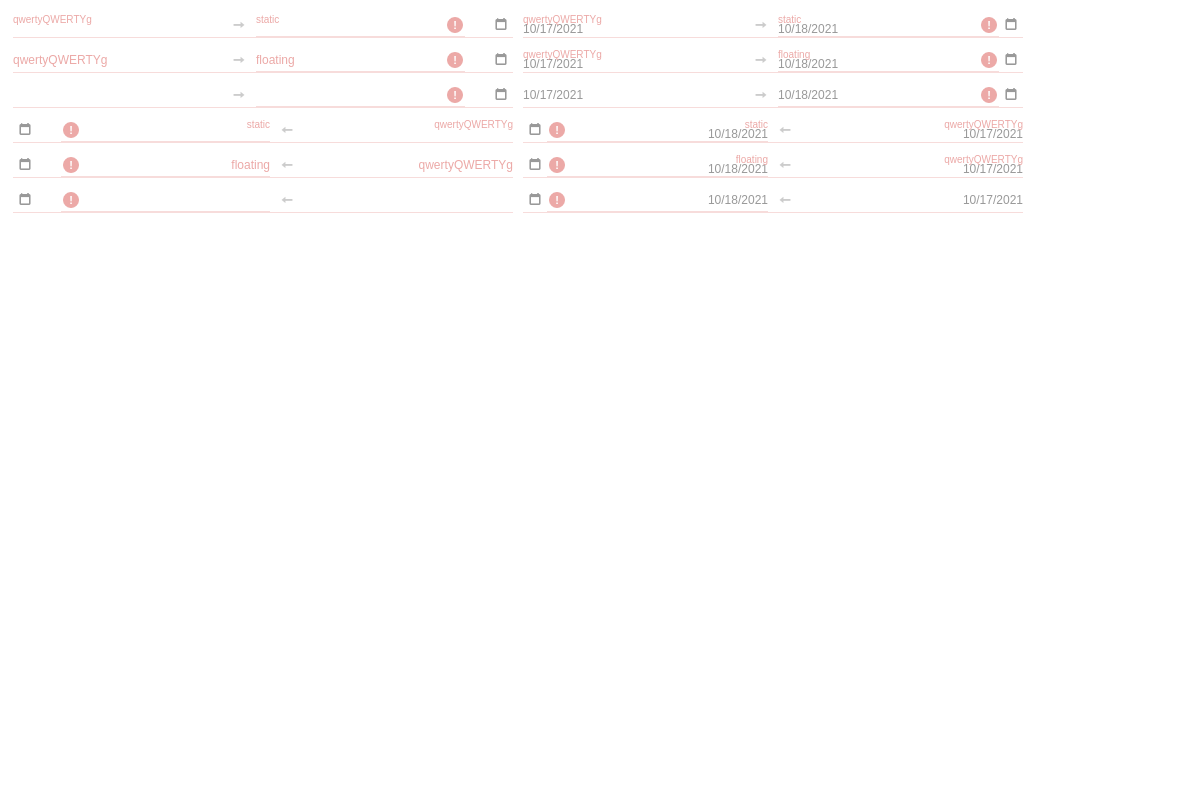 qwertyQWERTYg static qwertyQWERTYg static
10/17/2021 10/18/2021
qwertyQWERTYg floating qwertyQWERTYg floating
10/17/2021 10/18/2021
10/17/2021 10/18/2021
static qwertyQWERTYg static qwertyQWERTYg
10/18/2021 10/17/2021
floating qwertyQWERTYg floating qwertyQWERTYg
10/18/2021 10/17/2021
10/18/2021 10/17/2021